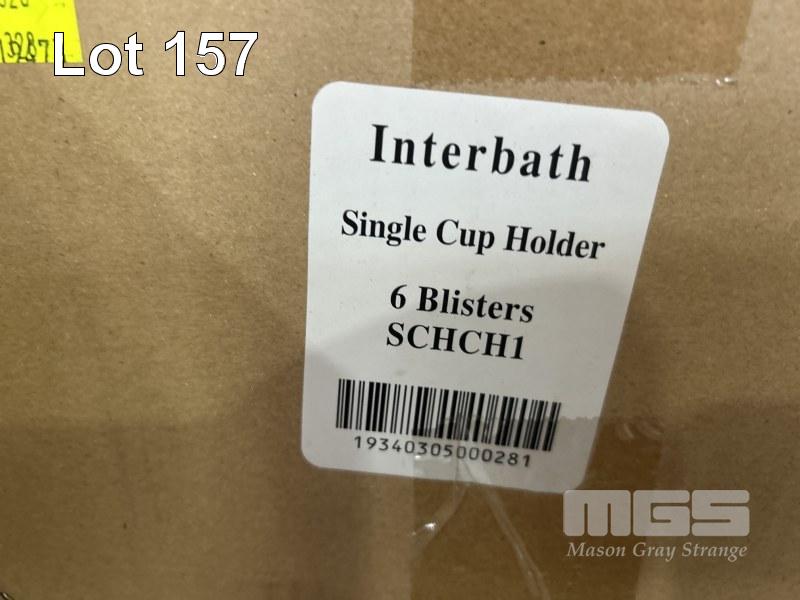 Lot 157
Interbath
Single Cup Holder
6 Blisters
SCHCH1
19340305000281
MGS
Mason Gray Strange